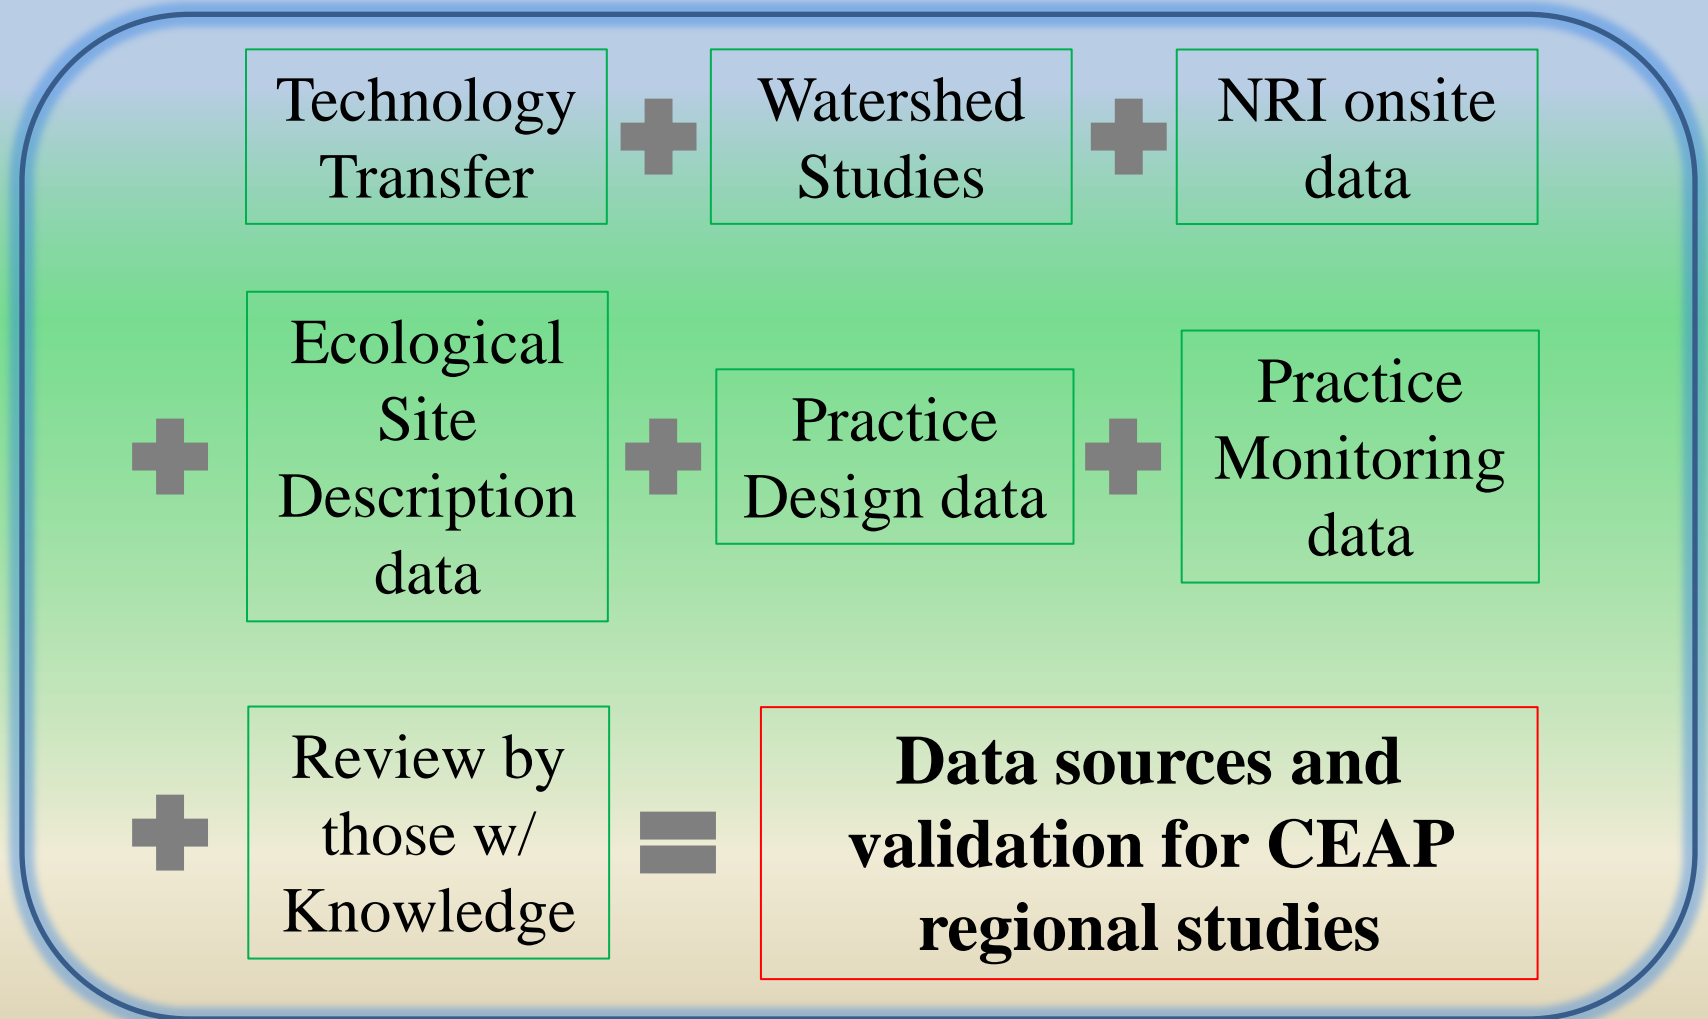 Technology
Transfer
Watershed
Studies
NRI onsite
data
Ecological
Site
Description
data
Practice
Design data
Practice
Monitoring
data
Review by
those w/
Knowledge
Data sources and
validation for CEAP
regional studies